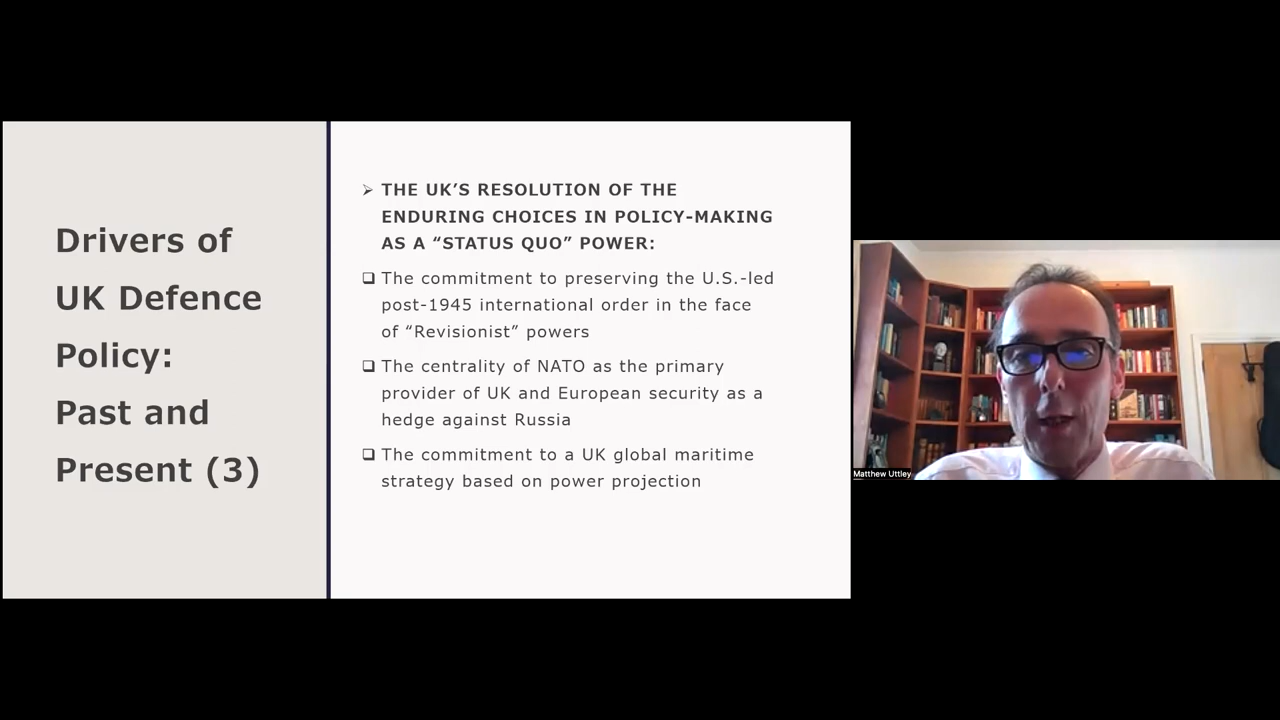 Drivers of
UK Defence
Policy:
Past and
Present (3)
➢ THE UK’S RESOLUTION OF THE
ENDURING CHOICES IN POLICY-MAKING
AS A “STATUS QUO” POWER:
❑ The commitment to preserving the U.S.-led
post-1945 international order in the face
of “Revisionist” powers
❑ The centrality of NATO as the primary
provider of UK and European security as a
hedge against Russia
❑ The commitment to a UK global maritime
strategy based on power projection
Matthew Uttley